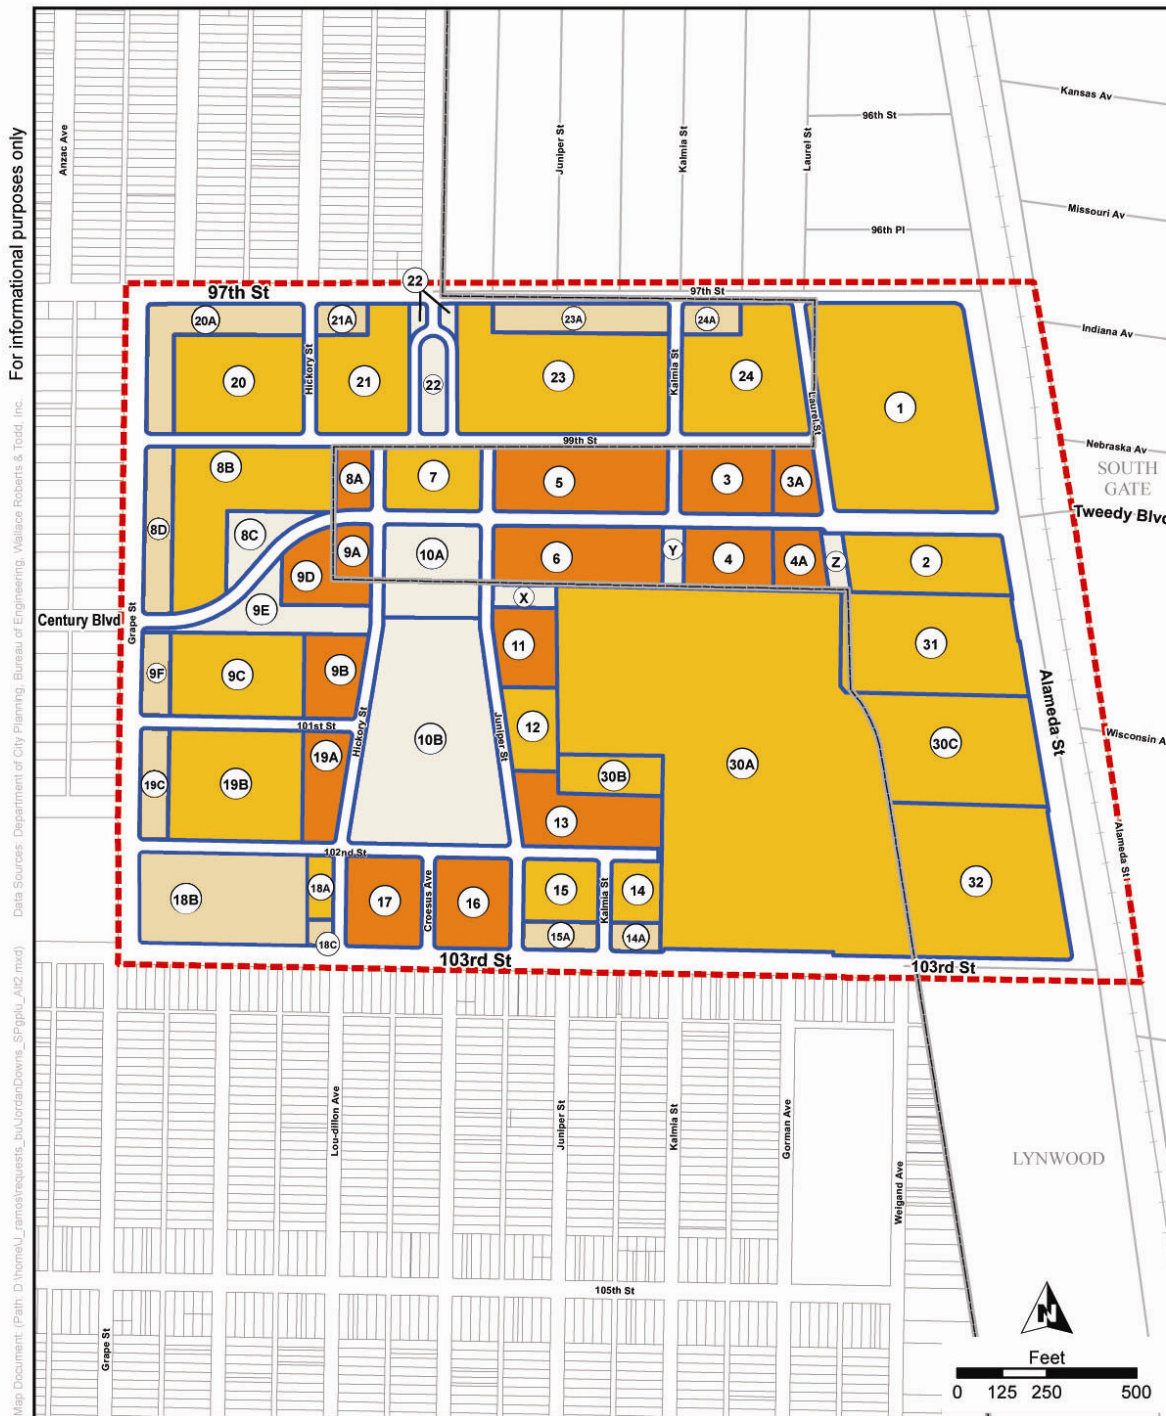 For informational purposes only
Data Sources: Department of City Planning, Bureau of Engineering, Wallace Roberts & Todd, Inc.
Anzac Ave
Juniper St
Kalmia St
Laurel St
Kansas Av
96th St
Missouri Av
96th Pl
97th St
22
97th St
20A
21A
23A
24A
Indiana Av
20
Hickory St
21
22
23
Kalmia St
24
Laurel St
1
99th St
Nebraska Av
SOUTH
GATE
8B
8A
7
5
3
3A
Tweedy Blvd
8D
8C
9A
10A
6
Y
4
4A
Z
2
9D
9E
X
Century Blvd
Grape St
9F
9C
9B
11
31
Alameda St
101st St
Hickory St
10B
Juniper St
12
30A
30C
Wisconsin A
19C
19B
19A
30B
13
Alameda St
102nd St
18B
18A
17
Croesus Ave
16
15
Kalmia St
14
32
18C
15A
14A
103rd St
103rd St
Lou-dillon Ave
Juniper St
Kalmia St
Gorman Ave
Weigand Ave
LYNWOOD
105th St
Grape St
N
Feet
0 125 250 500